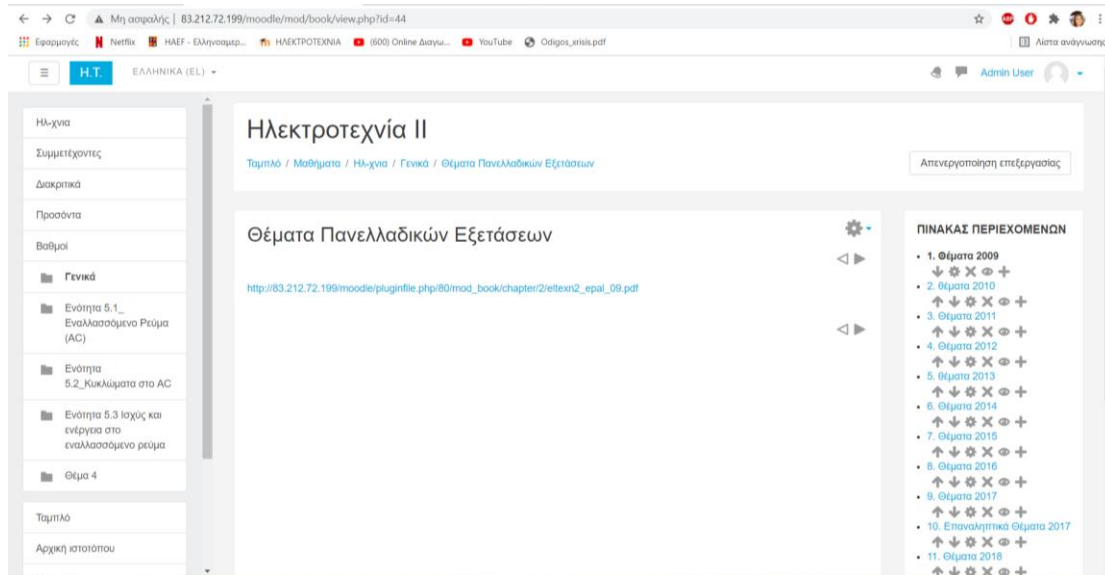 Μη ασφαλής | 83.212.72.199/moodle/mod/book/view.php?id=44
Εφαρμογές Netflix HAEF - Ελληνοαμερ... ΗΛΕΚΤΡΟΤΕΧΝΙΑ (600) Online Διαγω... YouTube Odigos_xrisis.pdf Λίστα ανάγνωσης
Η.Τ. ΕΛΛΗΝΙΚΆ (EL) Admin User
Ηλ-χνια
Συμμετέχοντες
Διακριτικά
Προσόντα
Βαθμοί
Γενικά
Ενότητα 5.1_
Εναλλασσόμενο Ρεύμα
(AC)
Ενότητα
5.2_Κυκλώματα στο AC
Ενότητα 5.3 Ισχύς και
ενέργεια στο
εναλλασσόμενο ρεύμα
Θέμα 4
Ταμπλό
Αρχική ιστοτόπου
Ηλεκτροτεχνία ΙΙ
Ταμπλό / Μαθήματα / Ηλ-χνια / Γενικά / Θέματα Πανελλαδικών Εξετάσεων
Απενεργοποίηση επεξεργασίας
Θέματα Πανελλαδικών Εξετάσεων
http://83.212.72.199/moodle/pluginfile.php/80/mod_book/chapter/2/eltexn2_epal_09.pdf
ΠΙΝΑΚΑΣ ΠΕΡΙΕΧΟΜΕΝΩΝ
1. Θέματα 2009
2. θέματα 2010
3. Θέματα 2011
4. Θέματα 2012
5. θέματα 2013
6. Θέματα 2014
7. Θέματα 2015
8. Θέματα 2016
9. Θέματα 2017
10. Επαναληπτικά Θέματα 2017
11. Θέματα 2018